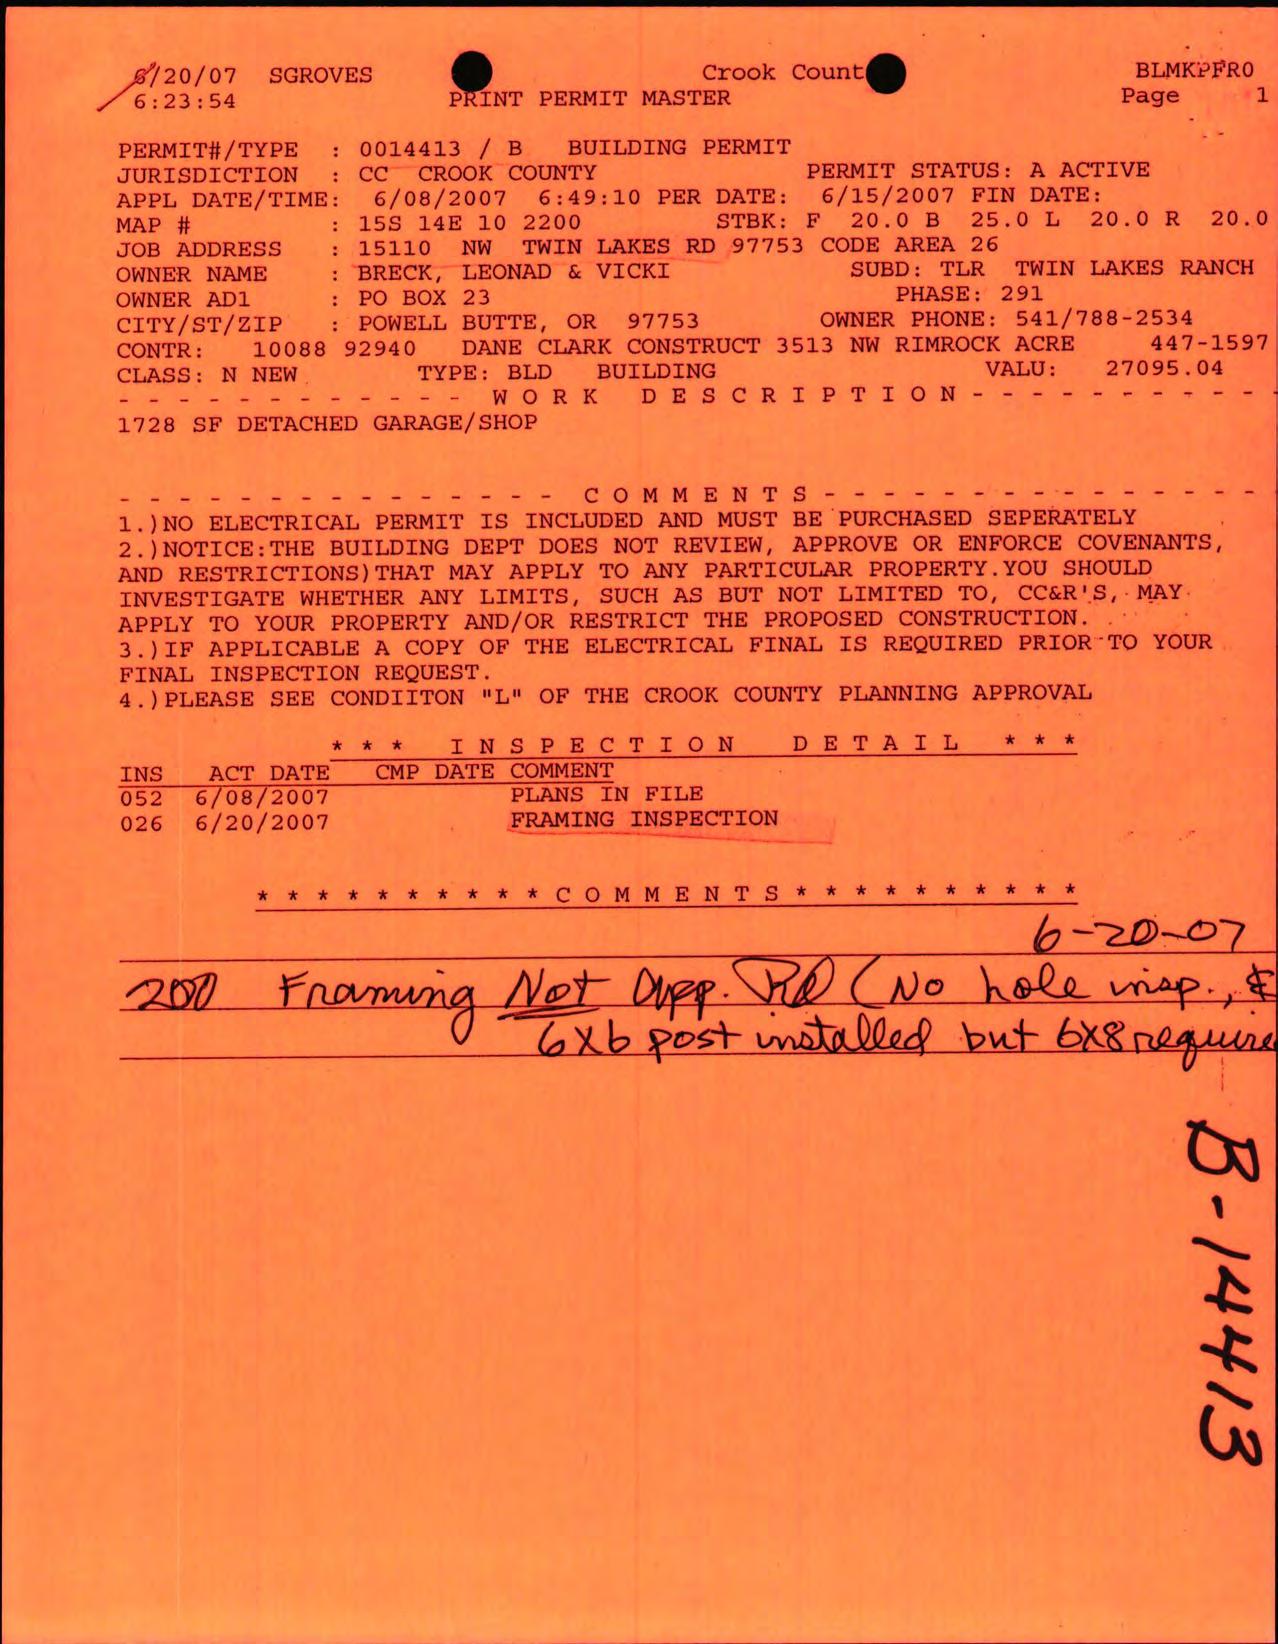 6/20/07 SGROVES Crook Count BLMKPFR0
6:23:54 PRINT PERMIT MASTER Page 1
PERMIT#/TYPE : 0014413 / B BUILDING PERMIT
JURISDICTION : CC CROOK COUNTY PERMIT STATUS: A ACTIVE
APPL DATE/TIME: 6/08/2007 6:49:10 PER DATE: 6/15/2007 FIN DATE:
MAP # : 15S 14E 10 2200 STBK: F 20.0 B 25.0 L 20.0 R 20.0
JOB ADDRESS : 15110 NW TWIN LAKES RD 97753 CODE AREA 26
OWNER NAME : BRECK, LEONAD & VICKI SUBD: TLR TWIN LAKES RANCH
OWNER AD1 : PO BOX 23 PHASE: 291
CITY/ST/ZIP : POWELL BUTTE, OR 97753 OWNER PHONE: 541/788-2534
CONTR: 10088 92940 DANE CLARK CONSTRUCT 3513 NW RIMROCK ACRE 447-1597
CLASS: N NEW TYPE: BLD BUILDING VALU: 27095.04
- - - - - - - - - - - - W O R K D E S C R I P T I O N - - - - - - - - - - -
1728 SF DETACHED GARAGE/SHOP
- - - - - - - - - - - - - - - C O M M E N T S - - - - - - - - - - - - - - - -
1.)NO ELECTRICAL PERMIT IS INCLUDED AND MUST BE PURCHASED SEPERATELY
2.)NOTICE:THE BUILDING DEPT DOES NOT REVIEW, APPROVE OR ENFORCE COVENANTS,
AND RESTRICTIONS)THAT MAY APPLY TO ANY PARTICULAR PROPERTY.YOU SHOULD
INVESTIGATE WHETHER ANY LIMITS, SUCH AS BUT NOT LIMITED TO, CC&R'S, MAY
APPLY TO YOUR PROPERTY AND/OR RESTRICT THE PROPOSED CONSTRUCTION.
3.)IF APPLICABLE A COPY OF THE ELECTRICAL FINAL IS REQUIRED PRIOR TO YOUR
FINAL INSPECTION REQUEST.
4.)PLEASE SEE CONDIITON "L" OF THE CROOK COUNTY PLANNING APPROVAL
* * * I N S P E C T I O N D E T A I L * * *
INS ACT DATE CMP DATE COMMENT
052 6/08/2007 PLANS IN FILE
026 6/20/2007 FRAMING INSPECTION
* * * * * * * * * * C O M M E N T S * * * * * * * * * *
6-20-07
200 Framing Not App. RD (No hole insp., &
6x6 post installed but 6x8 require
B-14413